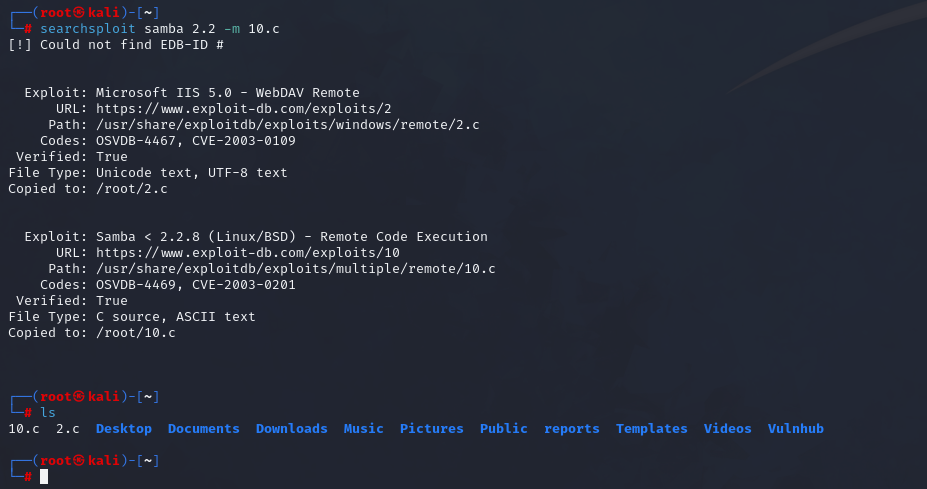 ┌──(root㉿kali)-[~]
└─# searchsploit samba 2.2 -m 10.c
[!] Could not find EDB-ID #
Exploit: Microsoft IIS 5.0 - WebDAV Remote
URL: https://www.exploit-db.com/exploits/2
Path: /usr/share/exploitdb/exploits/windows/remote/2.c
Codes: OSVDB-4467, CVE-2003-0109
Verified: True
File Type: Unicode text, UTF-8 text
Copied to: /root/2.c
Exploit: Samba < 2.2.8 (Linux/BSD) - Remote Code Execution
URL: https://www.exploit-db.com/exploits/10
Path: /usr/share/exploitdb/exploits/multiple/remote/10.c
Codes: OSVDB-4469, CVE-2003-0201
Verified: True
File Type: C source, ASCII text
Copied to: /root/10.c
┌──(root㉿kali)-[~]
└─# ls
10.c 2.c Desktop Documents Downloads Music Pictures Public reports Templates Videos Vulnhub
┌──(root㉿kali)-[~]
└─#